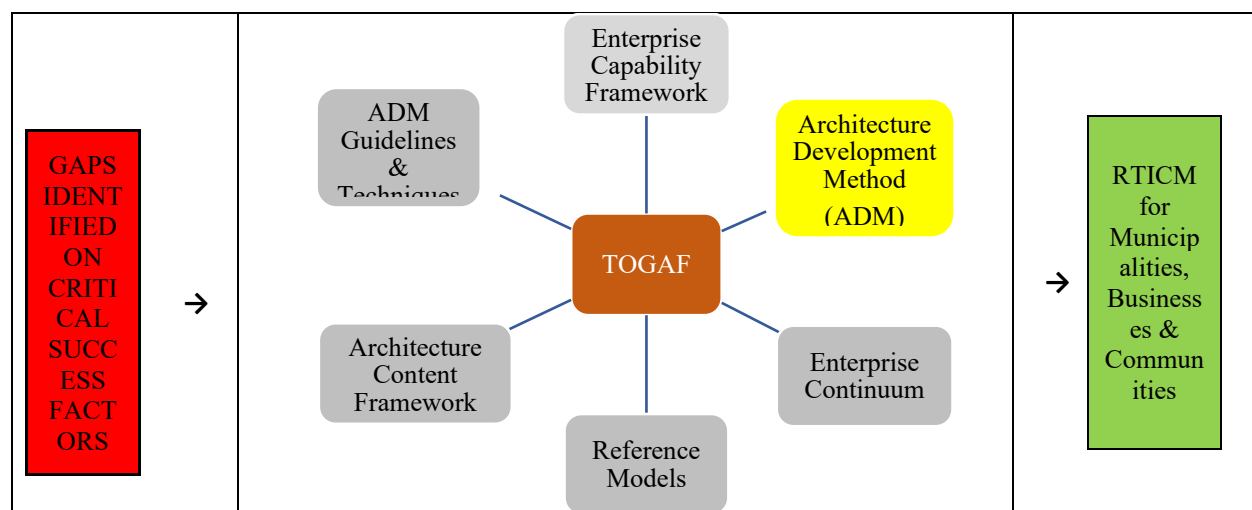 GAPS
IDENT
IFIED
ON
CRITI
CAL
SUCC
ESS
FACT
ORS
→
Enterprise
Capability
Framework
ADM
Guidelines
&
Techniques
Architecture
Development
Method
(ADM)
TOGAF
Architecture
Content
Framework
Enterprise
Continuum
Reference
Models
→
RTICM
for
Municip
alities,
Business
es &
Commun
ities